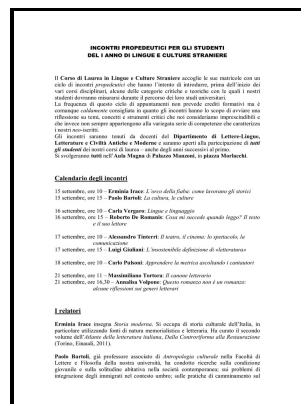 INCONTRI PROPEDEUTICI PER GLI STUDENTI
DEL I ANNO DI LINGUE E CULTURE STRANIERE
Il Corso di Laurea in Lingue e Culture Straniere accoglie le sue matricole con un
ciclo di incontri propedeutici che hanno l'intento di introdurre, prima dell'inizio dei
vari corsi disciplinari, alcune delle categorie critiche e teoriche con le quali i nostri
studenti dovranno misurarsi durante il percorso dei loro studi universitari.
La frequenza di questo ciclo di appuntamenti non prevede crediti formativi ma è
comunque caldamente consigliata in quanto gli incontri hanno lo scopo di avviare una
riflessione su temi, concetti e strumenti critici che noi consideriamo imprescindibili e
che invece non sempre appartengono alla variegata serie di competenze che caratterizza
i nostri neo-iscritti.
Gli incontri saranno tenuti da docenti del Dipartimento di Lettere-Lingue,
Letterature e Civiltà Antiche e Moderne e saranno aperti alla partecipazione di tutti
gli studenti dei nostri corsi di laurea – anche degli anni successivi al primo.
Si svolgeranno tutti nell'Aula Magna di Palazzo Manzoni, in piazza Morlacchi.
Calendario degli incontri
15 settembre, ore 10 – Erminia Irace: L'orco della fiaba: come lavorano gli storici
15 settembre, ore 15 – Paolo Bartoli: La cultura, le culture
16 settembre, ore 10 – Carla Vergaro: Lingua e linguaggio
16 settembre, ore 15 – Roberto De Romanis: Cosa mi succede quando leggo? Il testo
e il suo lettore
17 settembre, ore 10 – Alessandro Tinterri: Il teatro, il cinema: lo spettacolo, la
comunicazione
17 settembre, ore 15 – Luigi Giuliani: L'insostenibile definizione di «letteratura»
18 settembre, ore 10 – Carlo Pulsoni: Apprendere la metrica ascoltando i cantautori
21 settembre, ore 11 – Massimiliano Tortora: Il canone letterario
21 settembre, ore 16,30 – Annalisa Volpone: Questo romanzo non è un romanzo:
alcune riflessioni sui generi letterari
I relatori
Erminia Irace insegna Storia moderna. Si occupa di storia culturale dell'Italia, in
particolare utilizzando fonti di natura memorialistica e letteraria. Ha curato il secondo
volume dell'Atlante della letteratura italiana, Dalla Controriforma alla Restaurazione
(Torino, Einaudi, 2011).
Paolo Bartoli, già professore associato di Antropologia culturale nella Facoltà di
Lettere e Filosofia della nostra università, ha condotto ricerche sulla condizione
giovanile e sulla solitudine abitativa nella società contemporanea; sui problemi di
integrazione degli immigrati nel contesto umbro; sulle pratiche di camminamento sul